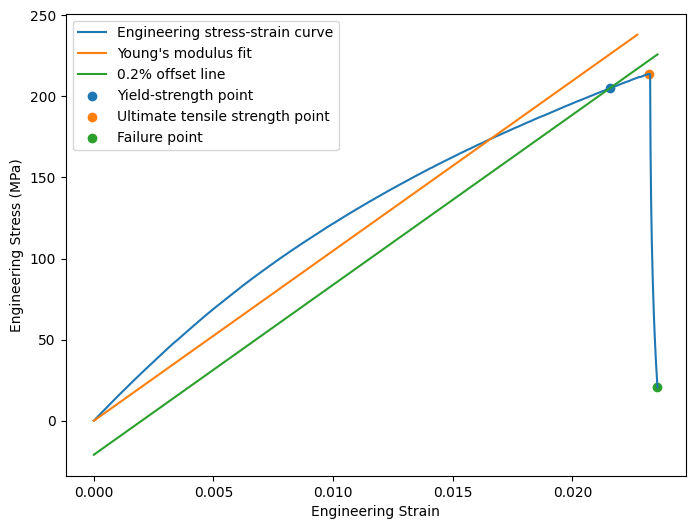 Engineering stress-strain curve
Young's modulus fit
0.2% offset line
Yield-strength point
Ultimate tensile strength point
Failure point
250
200
150
100
50
0
Engineering Stress (MPa)
0.000
0.005
0.010
0.015
0.020
Engineering Strain